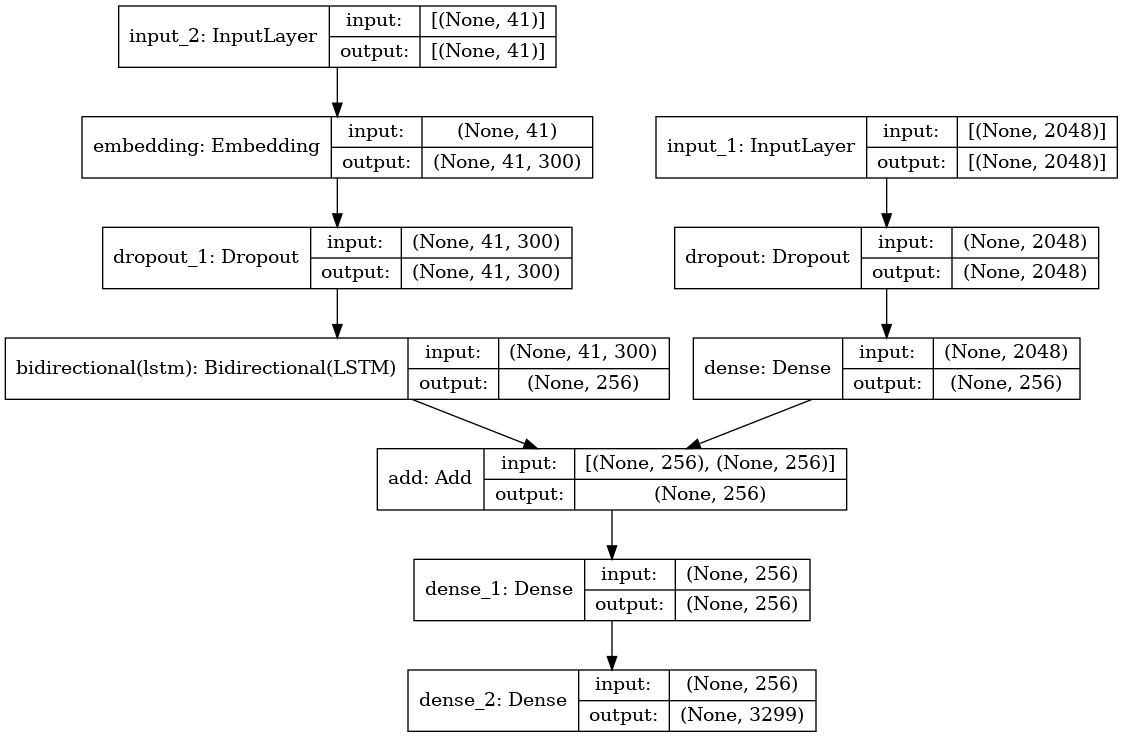 input_2: InputLayer
input: [(None, 41)]
output: [(None, 41)]
embedding: Embedding
input: (None, 41)
output: (None, 41, 300)
input_1: InputLayer
input: [(None, 2048)]
output: [(None, 2048)]
dropout_1: Dropout
input: (None, 41, 300)
output: (None, 41, 300)
dropout: Dropout
input: (None, 2048)
output: (None, 2048)
bidirectional(lstm): Bidirectional(LSTM)
input: (None, 41, 300)
output: (None, 256)
dense: Dense
input: (None, 2048)
output: (None, 256)
add: Add
input: [(None, 256), (None, 256)]
output: (None, 256)
dense_1: Dense
input: (None, 256)
output: (None, 256)
dense_2: Dense
input: (None, 256)
output: (None, 3299)